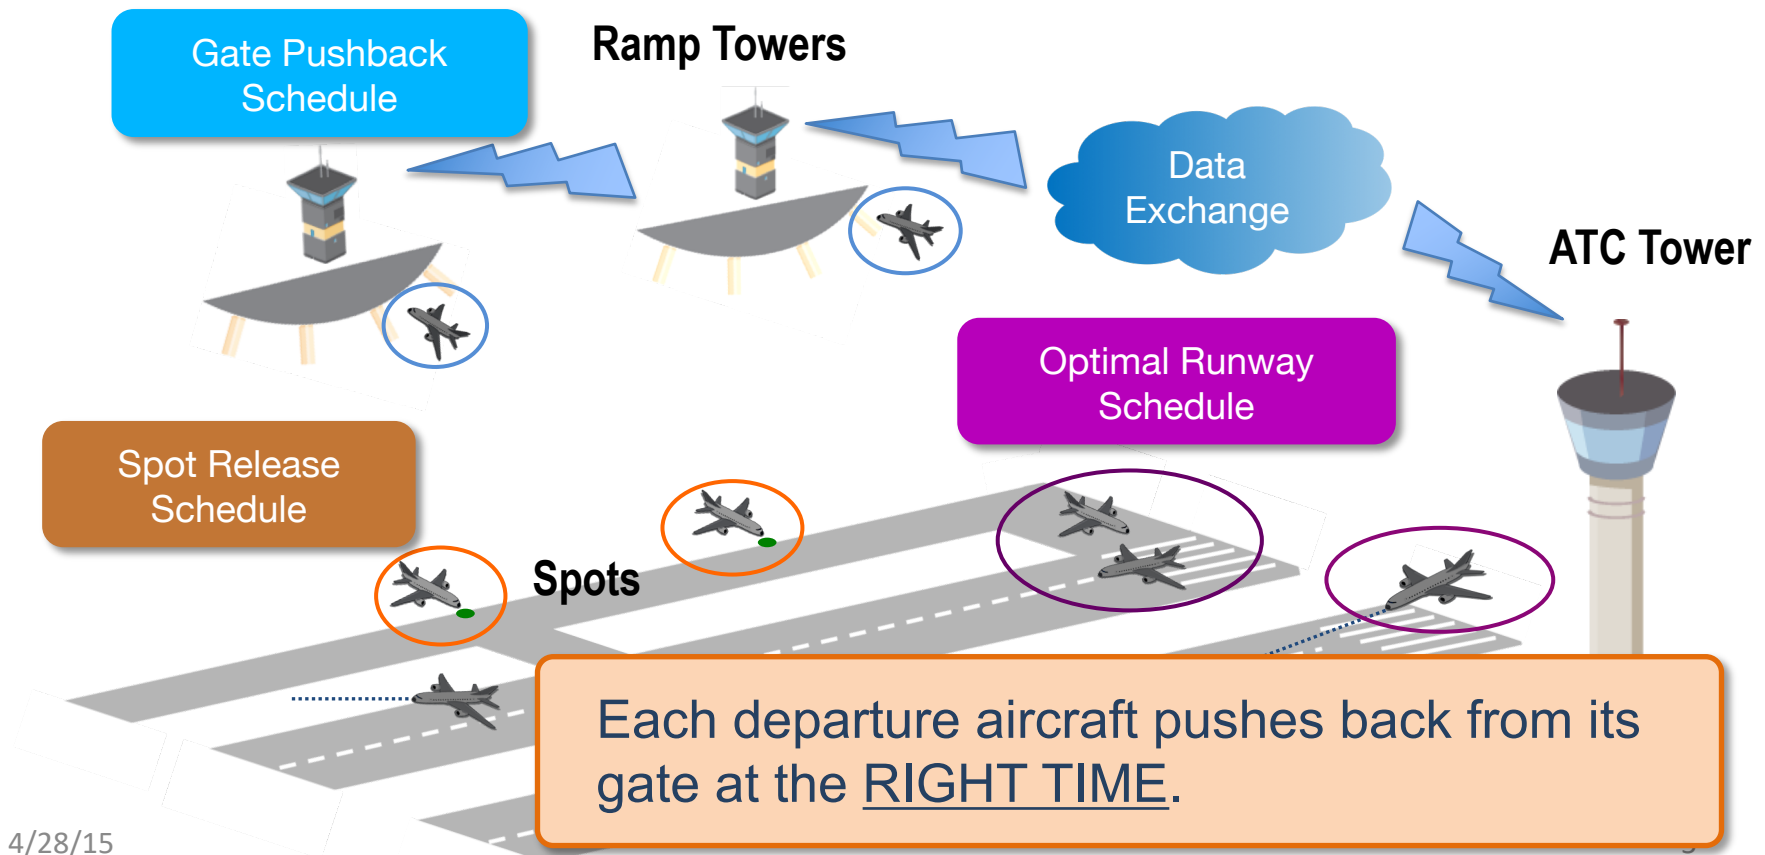 Gate Pushback
Schedule
Ramp Towers
Data
Exchange
ATC Tower
Optimal Runway
Schedule
Spot Release
Schedule
Spots
Each departure aircraft pushes back from its
gate at the RIGHT TIME.
4/28/15